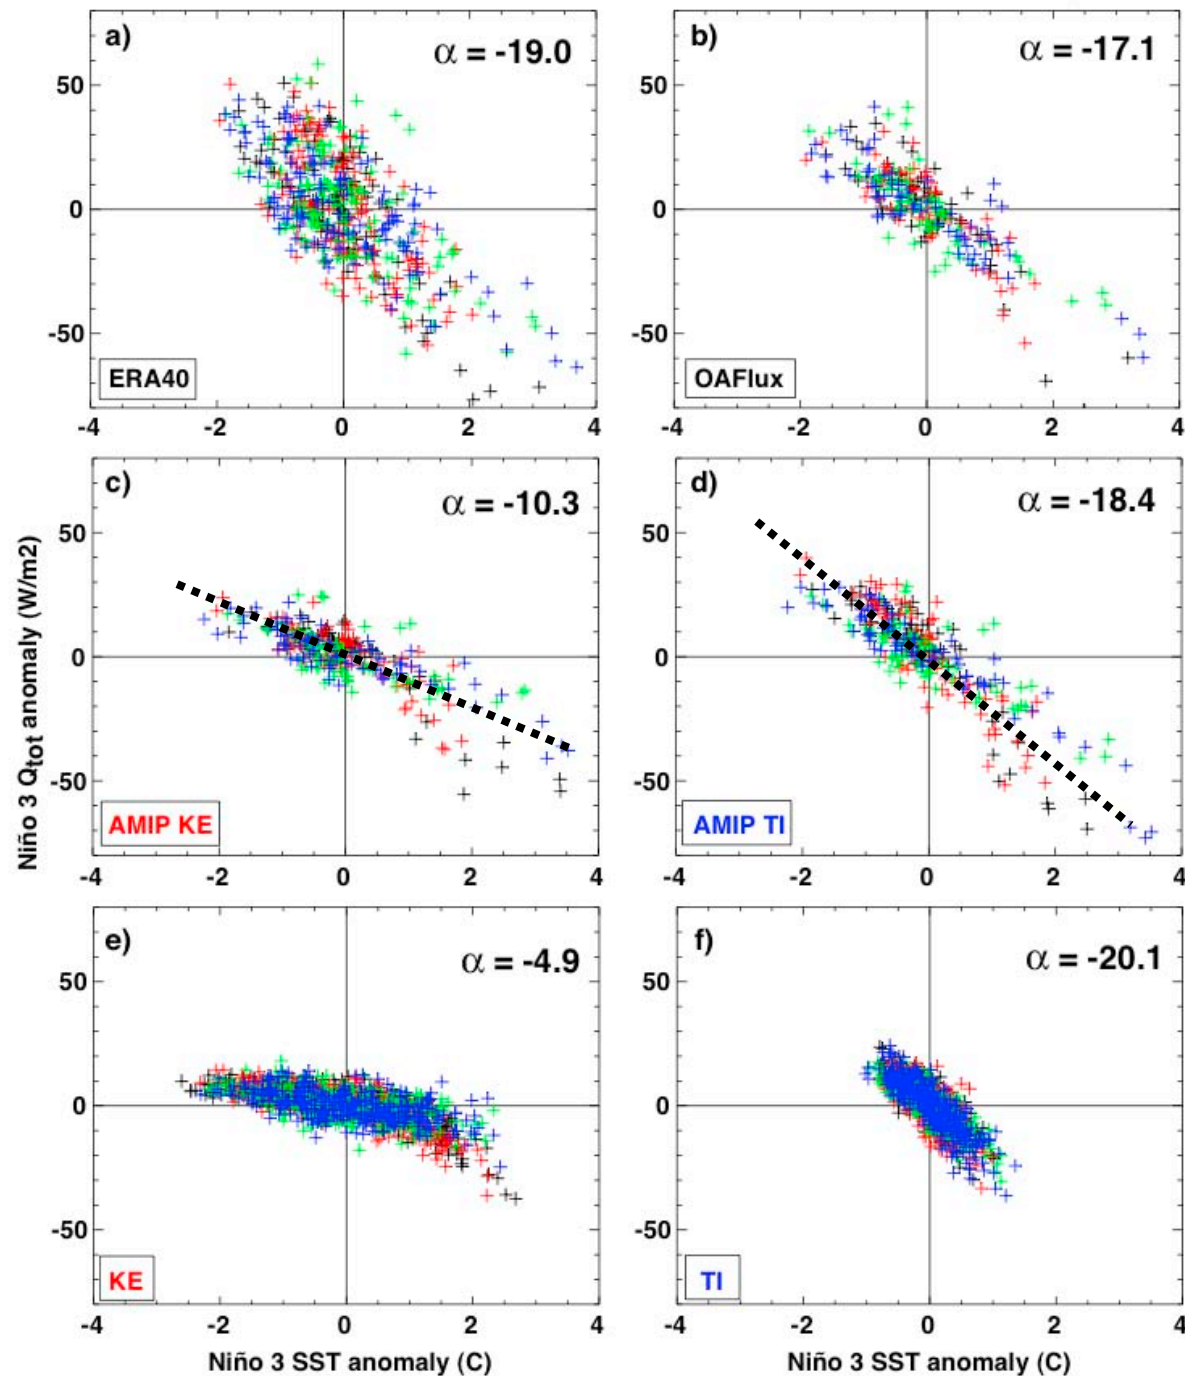 a)
α = -19.0
50
0
-50
ERA40
-4
-2
0
2
4
b)
α = -17.1
50
0
-50
OAFlux
-4
-2
0
2
4
c)
α = -10.3
50
0
-50
AMIP KE
-4
-2
0
2
4
d)
α = -18.4
50
0
-50
AMIP TI
-4
-2
0
2
4
Niño 3 Qtot anomaly (W/m2)
e)
α = -4.9
50
0
-50
KE
-4
-2
0
2
4
Niño 3 SST anomaly (C)
f)
α = -20.1
50
0
-50
TI
-4
-2
0
2
4
Niño 3 SST anomaly (C)